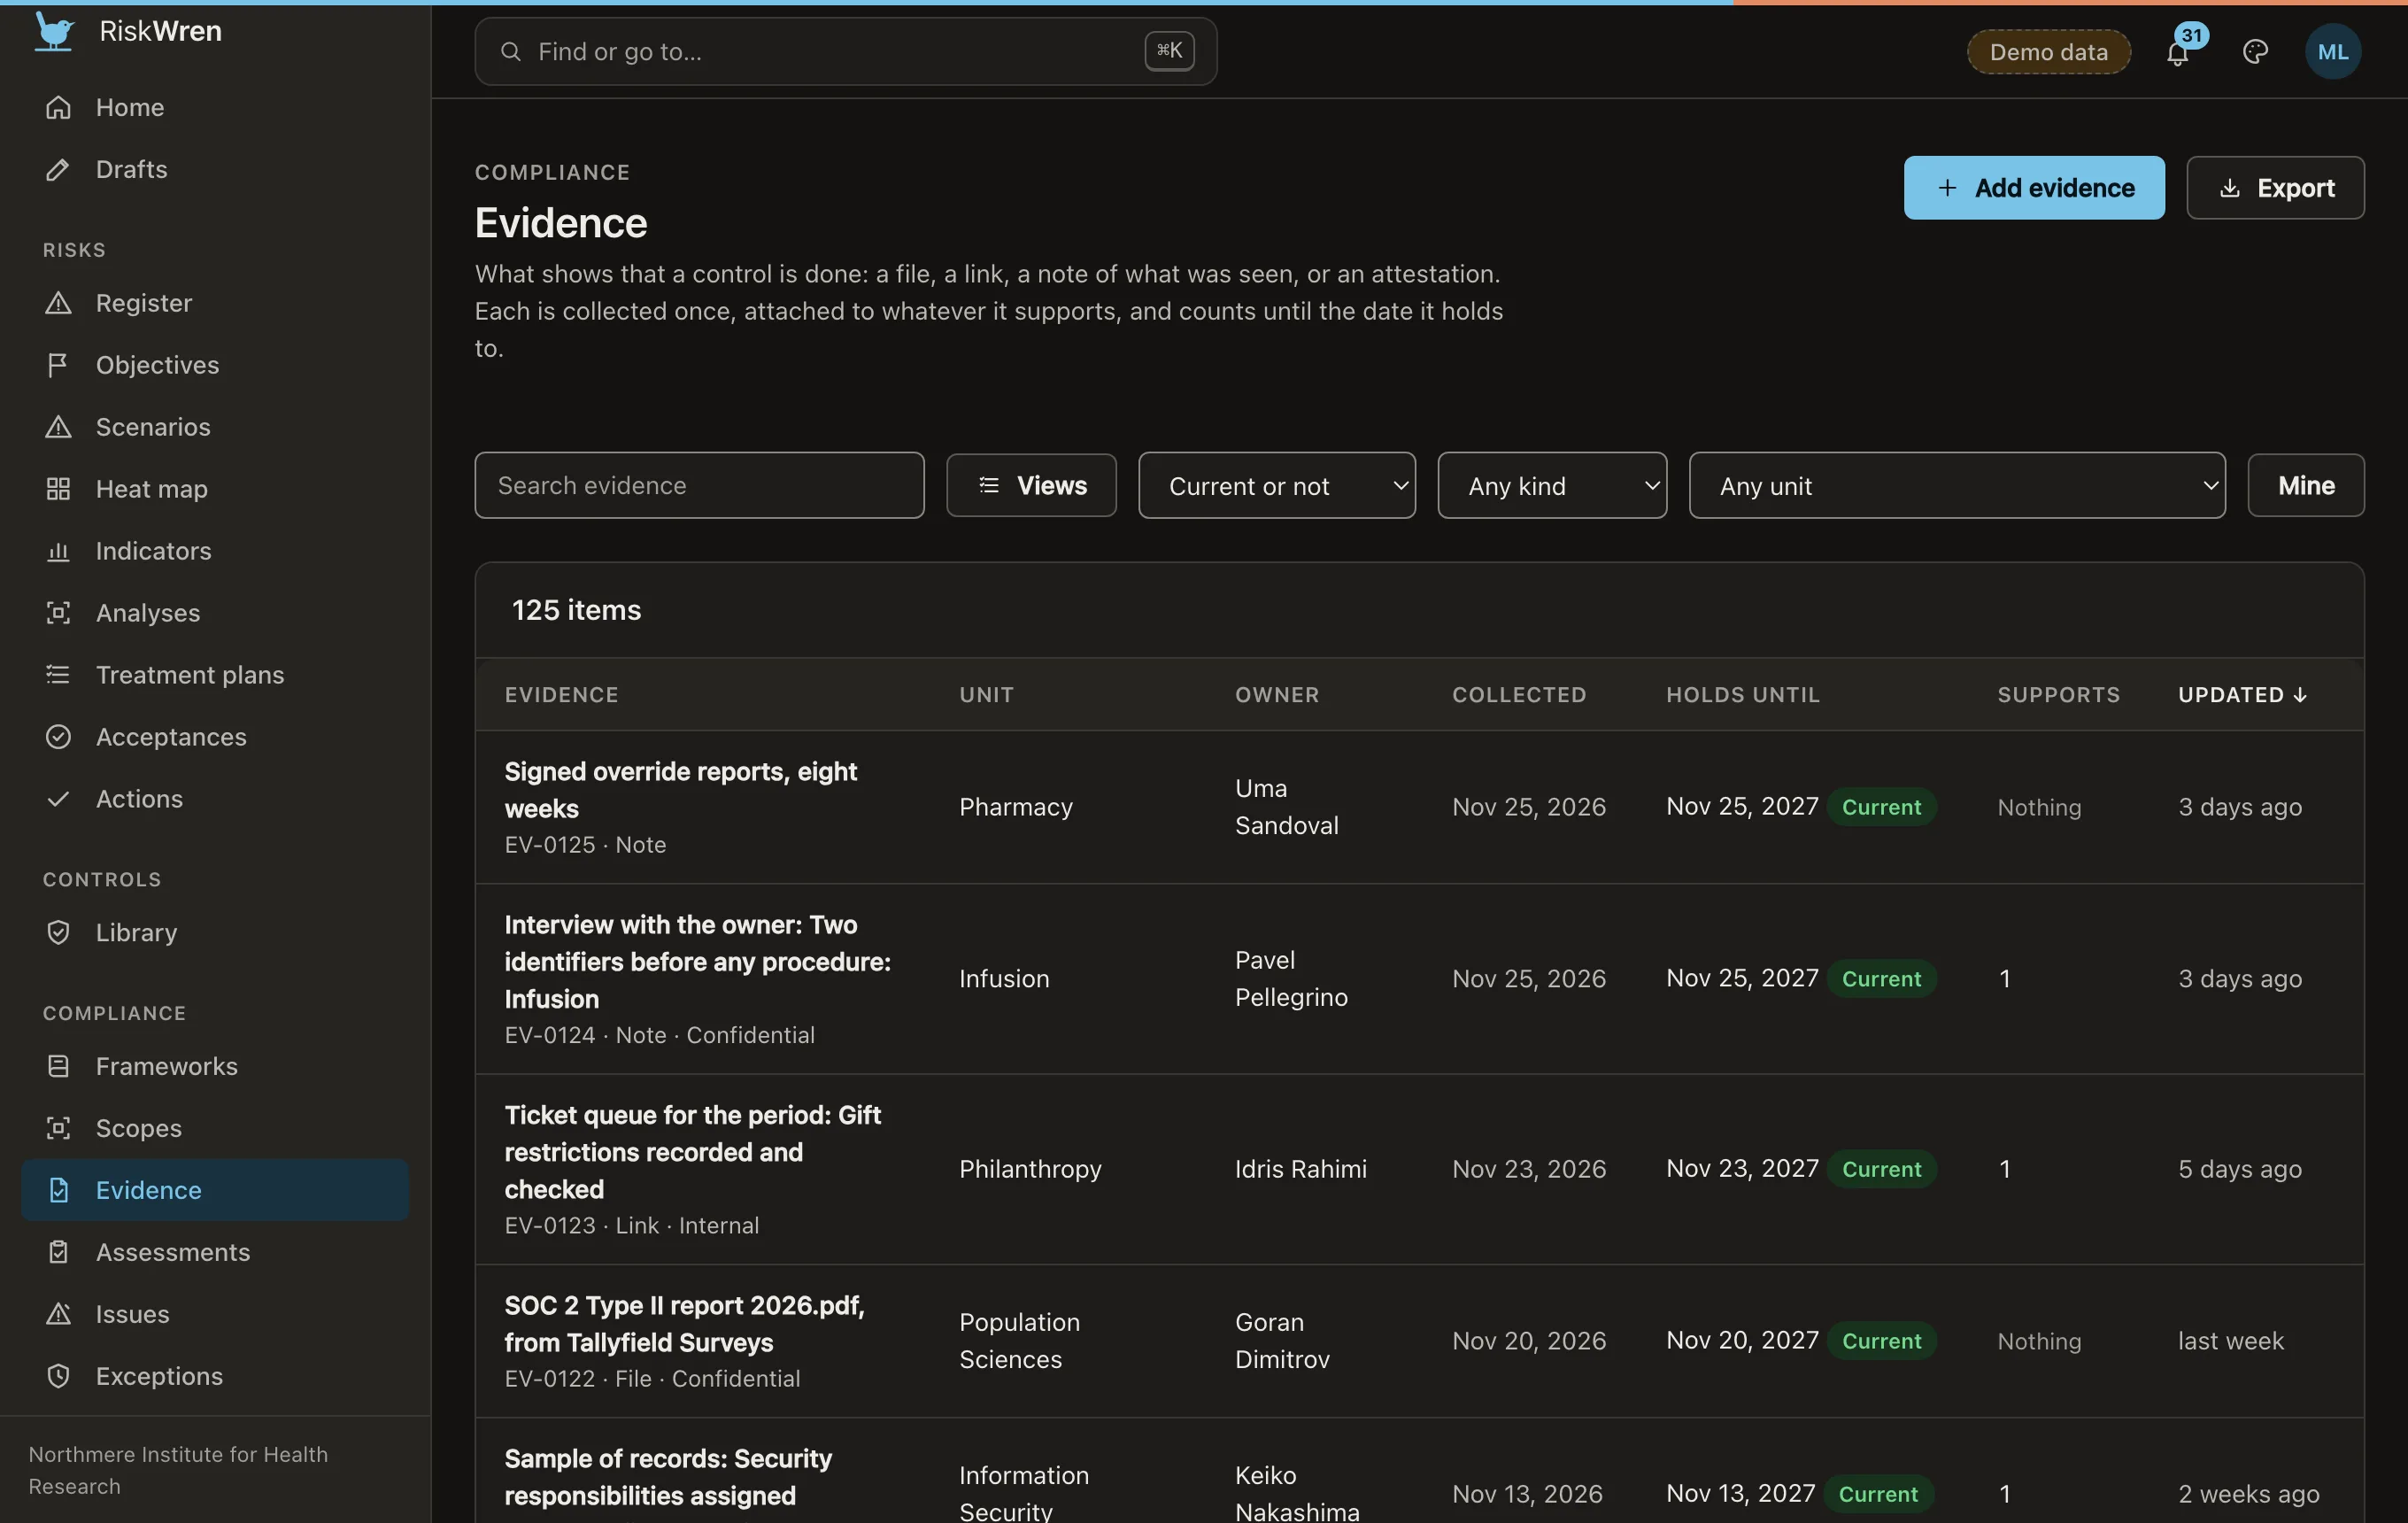 RiskWren
Find or go to...
⌘K
Demo data
31
ML
Home
Drafts
RISKS
Register
Objectives
Scenarios
Heat map
Indicators
Analyses
Treatment plans
Acceptances
Actions
CONTROLS
Library
COMPLIANCE
Frameworks
Scopes
Evidence
Assessments
Issues
Exceptions
Northmere Institute for Health
Research
COMPLIANCE
Evidence
What shows that a control is done: a file, a link, a note of what was seen, or an attestation.
Each is collected once, attached to whatever it supports, and counts until the date it holds
to.
Add evidence
Export
Search evidence
Views
Current or not
Any kind
Any unit
Mine
125 items
EVIDENCE UNIT OWNER COLLECTED HOLDS UNTIL SUPPORTS UPDATED ↓
Signed override reports, eight
weeks
EV-0125 · Note
Pharmacy
Uma
Sandoval
Nov 25, 2026
Nov 25, 2027 Current
Nothing
3 days ago
Interview with the owner: Two
identifiers before any procedure:
Infusion
EV-0124 · Note · Confidential
Infusion
Pavel
Pellegrino
Nov 25, 2026
Nov 25, 2027 Current
1
3 days ago
Ticket queue for the period: Gift
restrictions recorded and
checked
EV-0123 · Link · Internal
Philanthropy
Idris Rahimi
Nov 23, 2026
Nov 23, 2027 Current
1
5 days ago
SOC 2 Type II report 2026.pdf,
from Tallyfield Surveys
EV-0122 · File · Confidential
Population
Sciences
Goran
Dimitrov
Nov 20, 2026
Nov 20, 2027 Current
Nothing
last week
Sample of records: Security
responsibilities assigned
Information
Security
Keiko
Nakashima
Nov 13, 2026
Nov 13, 2027 Current
1
2 weeks ago